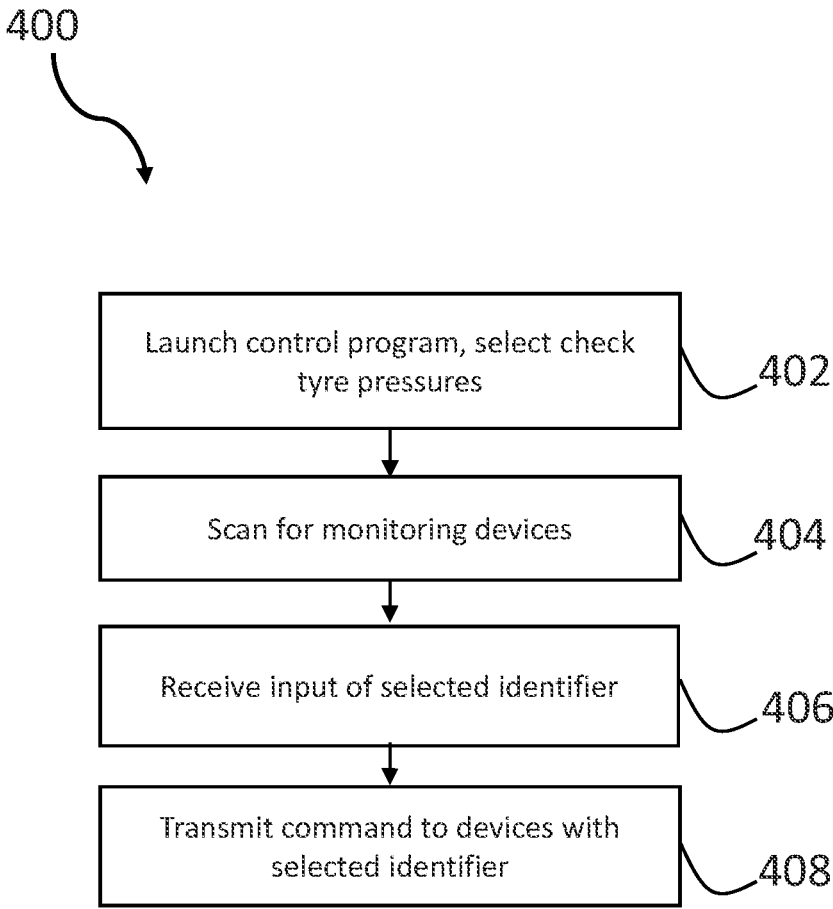 400
Launch control program, select check
tyre pressures
402
Scan for monitoring devices
404
Receive input of selected identifier
406
Transmit command to devices with
selected identifier
408